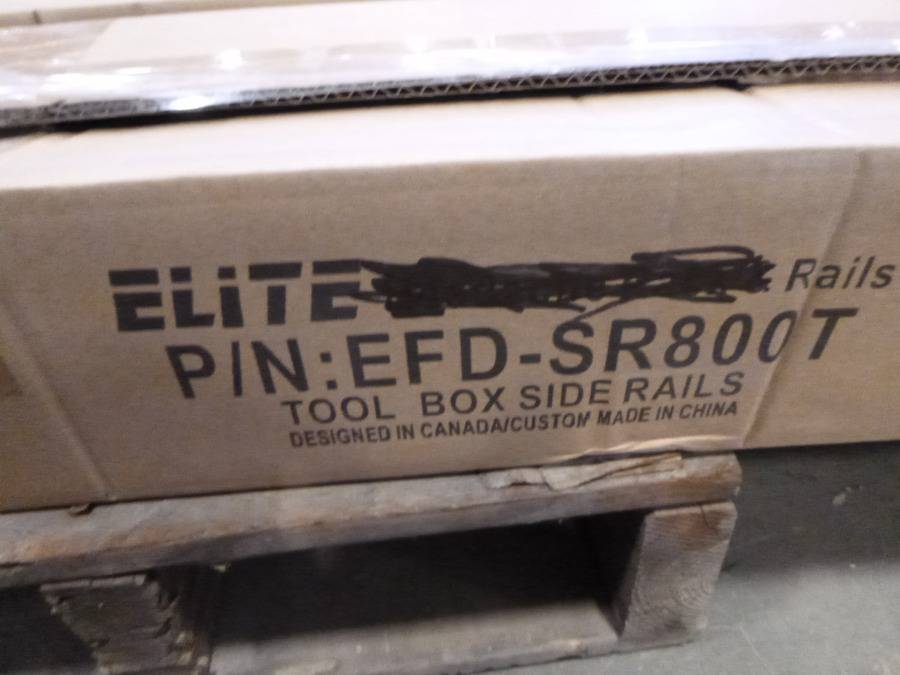 ELiTE Rails
P/N:EFD-SR800T
TOOL BOX SIDE RAILS
DESIGNED IN CANADA/CUSTOM MADE IN CHINA